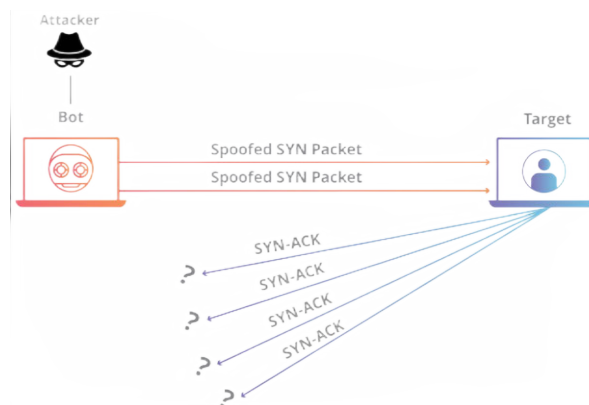 Attacker
Bot
Target
Spoofed SYN Packet
Spoofed SYN Packet
SYN-ACK
?
SYN-ACK
?
SYN-ACK
?
SYN-ACK
?